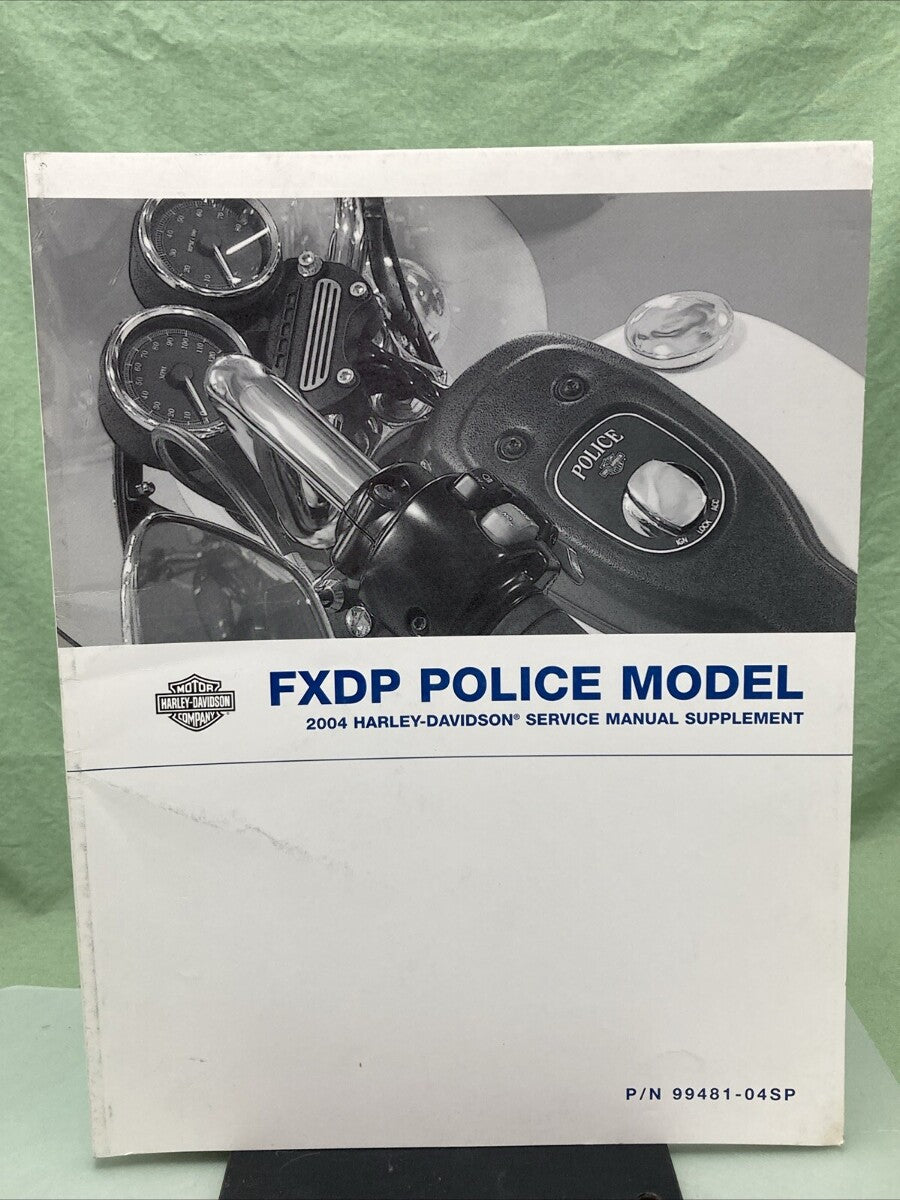 POLICE
IGN LOCK ACC
MPH
MOTOR
HARLEY-DAVIDSON
COMPANY
FXDP POLICE MODEL
2004 HARLEY-DAVIDSON® SERVICE MANUAL SUPPLEMENT
P/N 99481-04SP